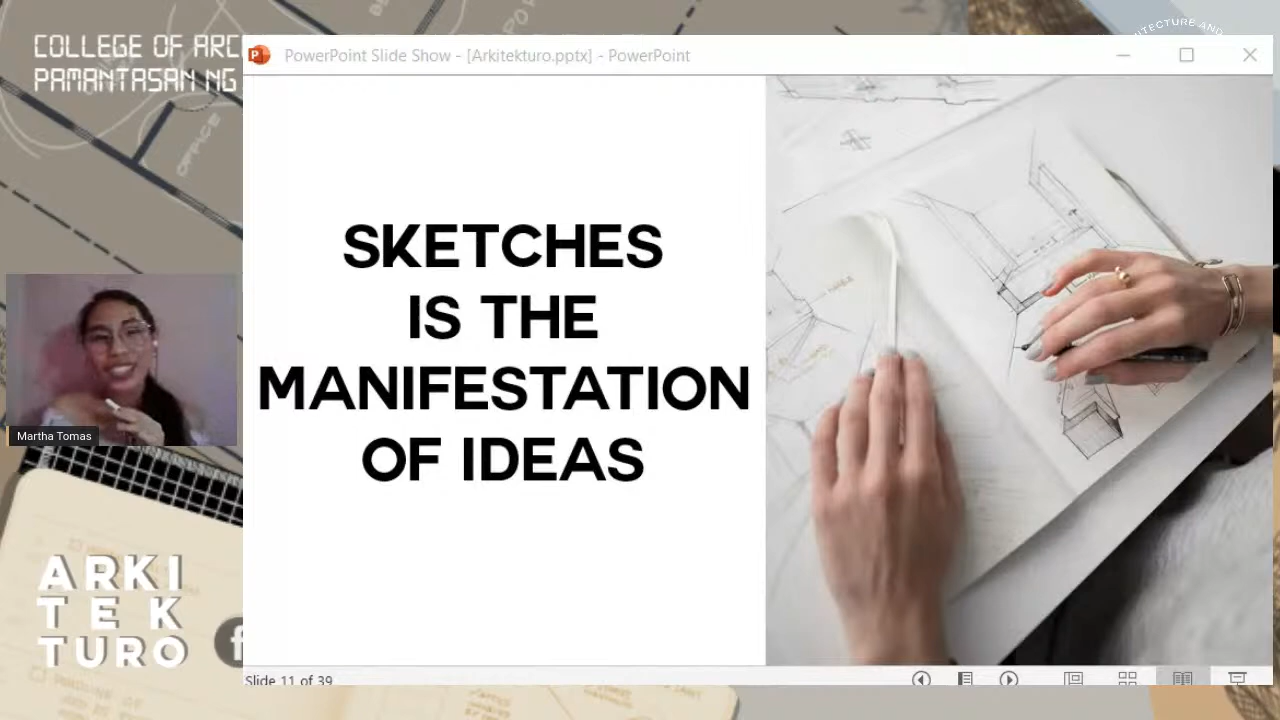 COLLEGE OF ARC
PAMANTASAN NG
PowerPoint Slide Show - [Arkitekturo.pptx] - PowerPoint
SKETCHES
IS THE
MANIFESTATION
OF IDEAS
Martha Tomas
ARKI
TEK
TURO
f
Slide 11 of 39
OFFICE